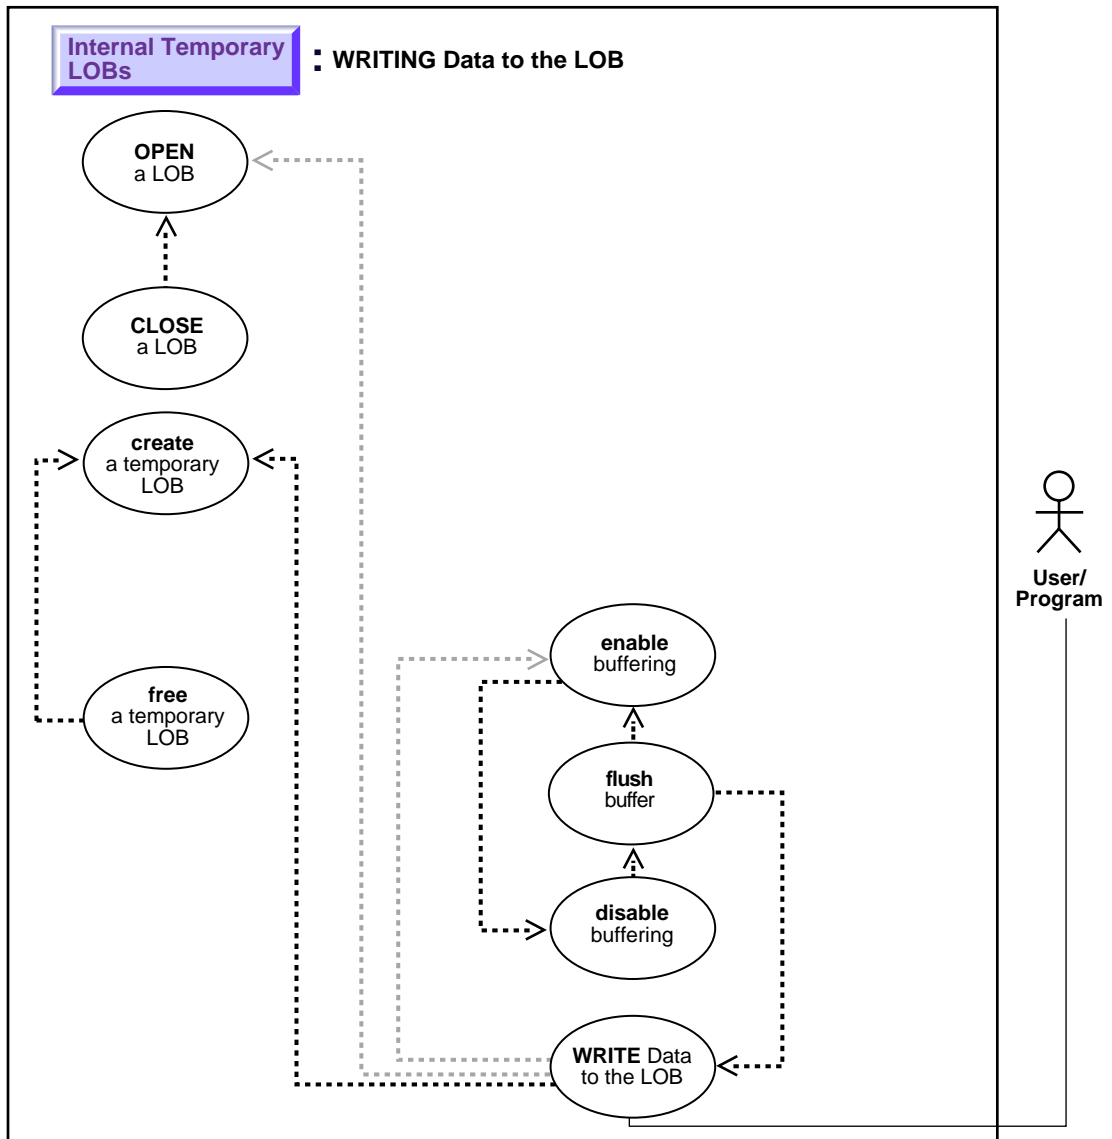 Internal Temporary
LOBs
: WRITING Data to the LOB
OPEN
a LOB
CLOSE
a LOB
create
a temporary
LOB
User/
Program
enable
buffering
free
a temporary
LOB
flush
buffer
disable
buffering
WRITE Data
to the LOB